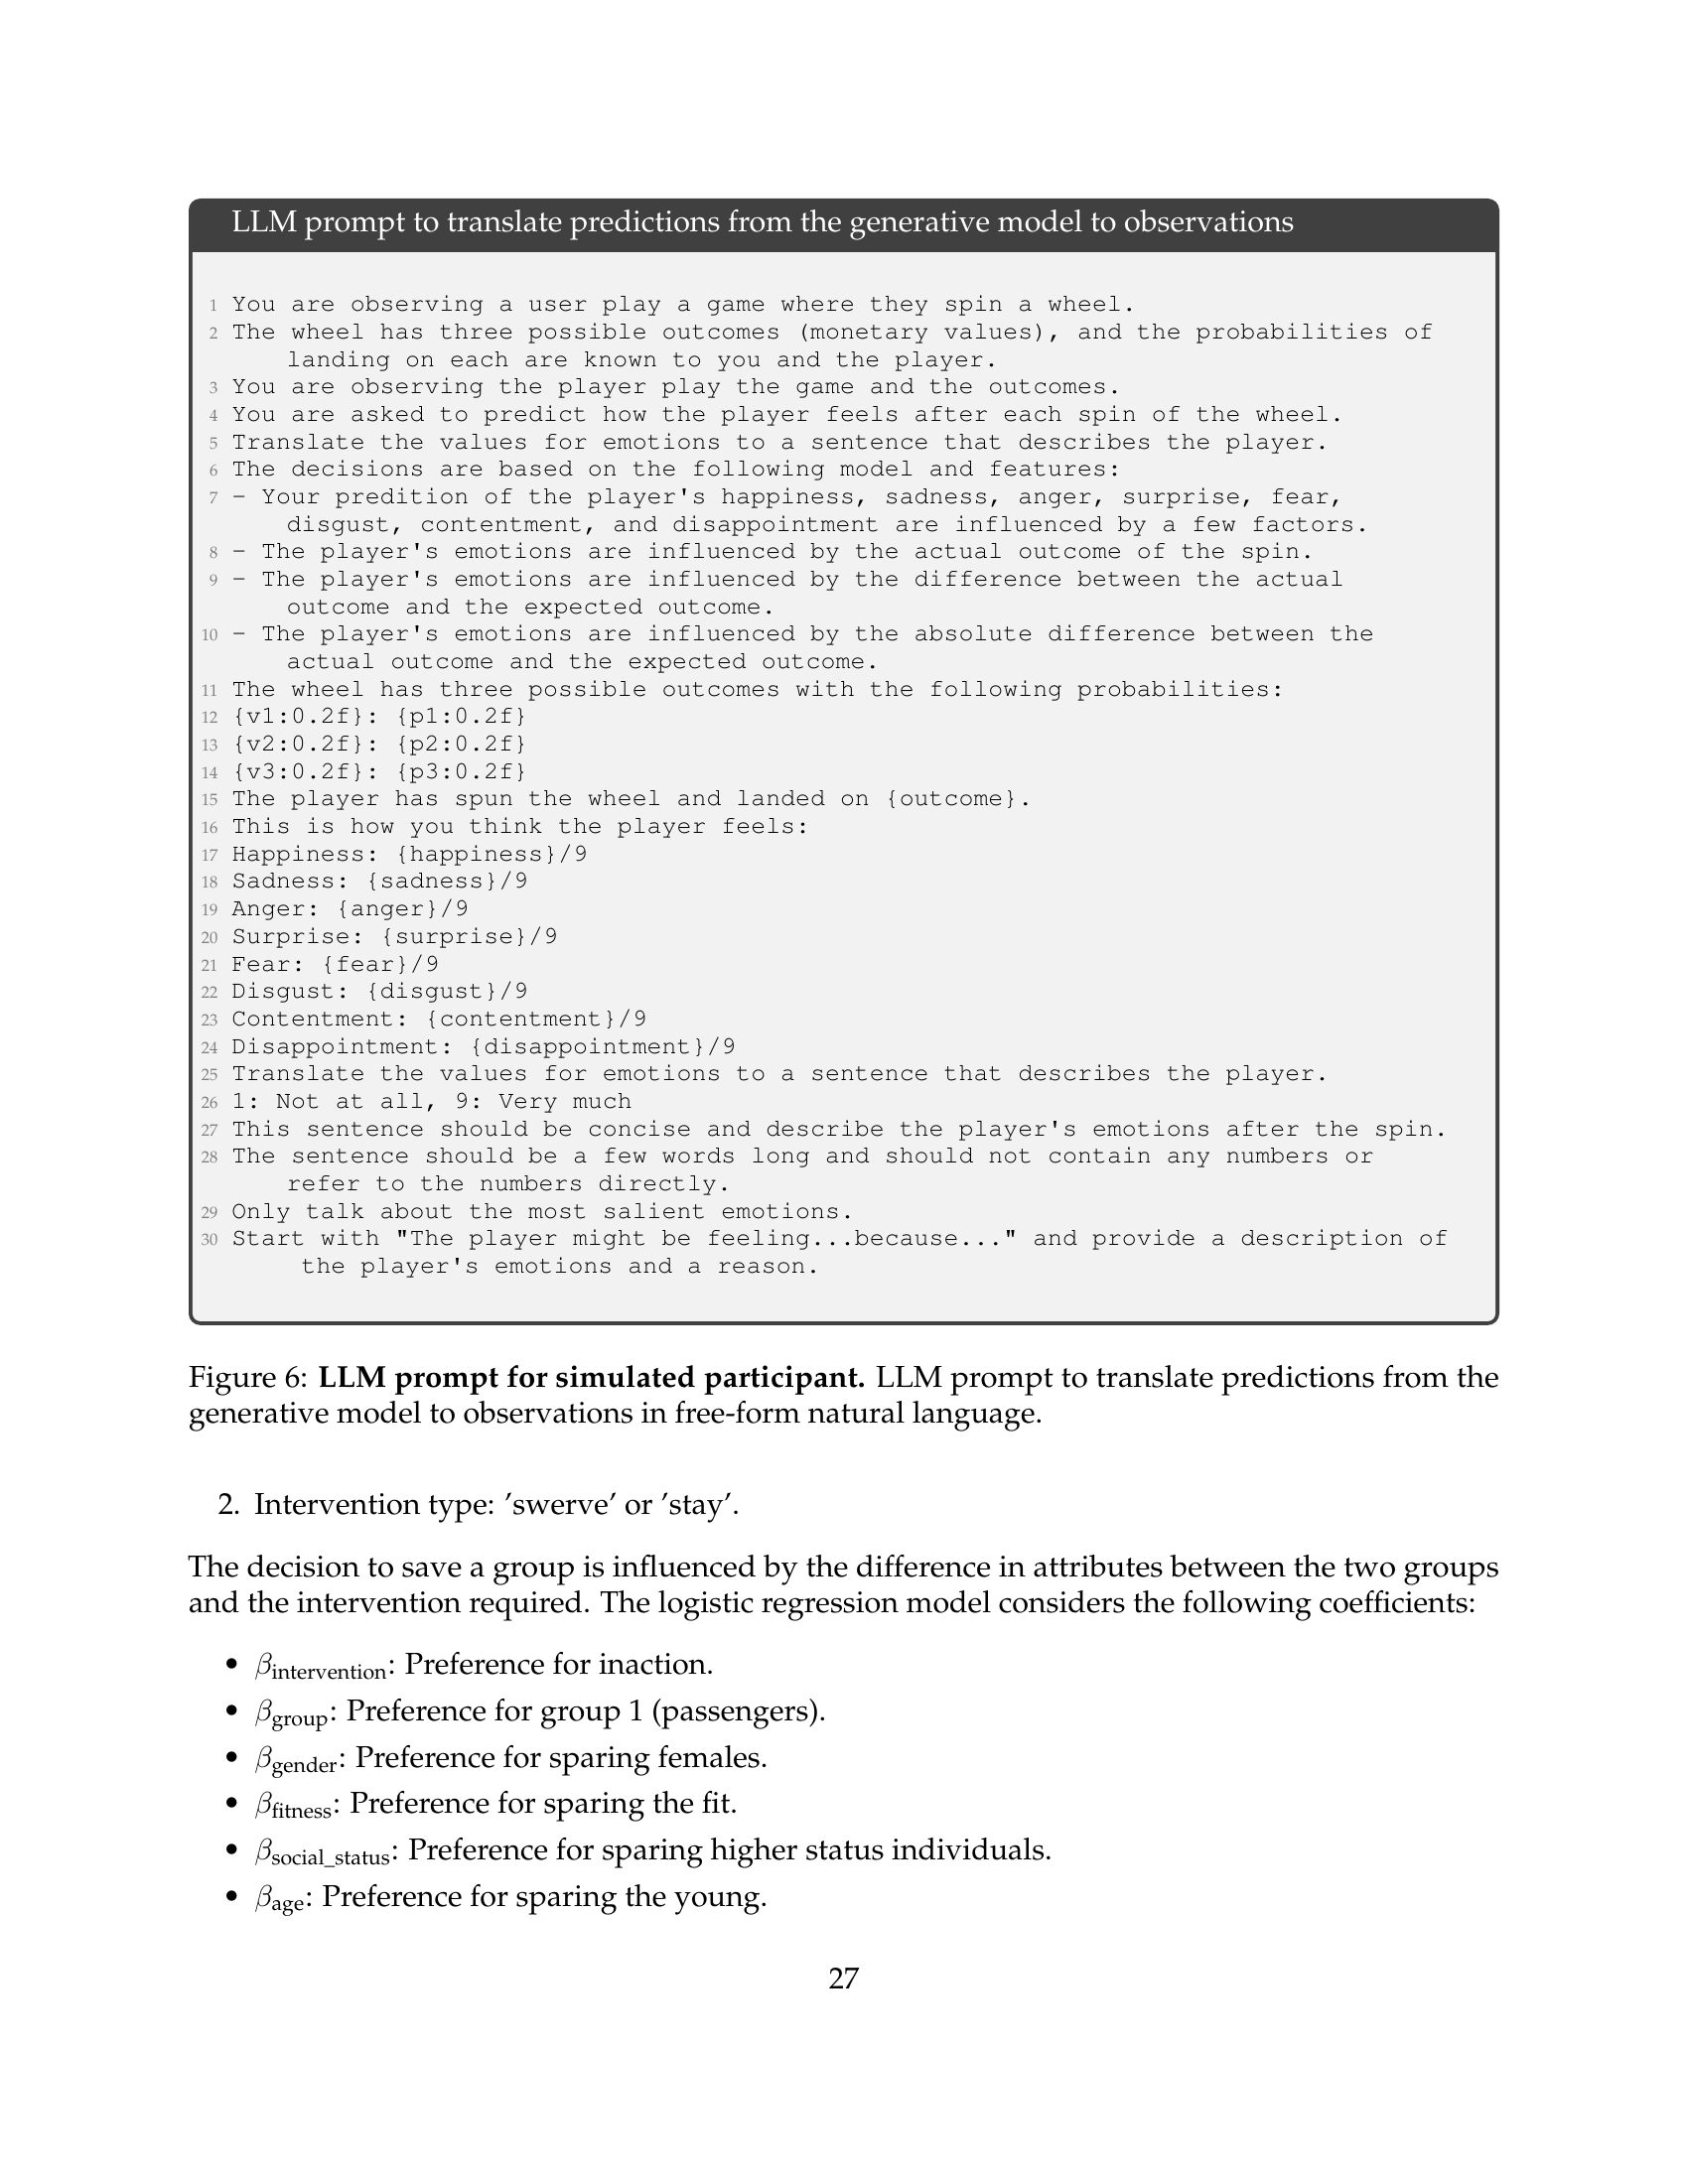 LLM prompt to translate predictions from the generative model to observations
1 You are observing a user play a game where they spin a wheel.
2 The wheel has three possible outcomes (monetary values), and the probabilities of
landing on each are known to you and the player.
3 You are observing the player play the game and the outcomes.
4 You are asked to predict how the player feels after each spin of the wheel.
5 Translate the values for emotions to a sentence that describes the player.
6 The decisions are based on the following model and features:
7 - Your predition of the player's happiness, sadness, anger, surprise, fear,
disgust, contentment, and disappointment are influenced by a few factors.
8 - The player's emotions are influenced by the actual outcome of the spin.
9 - The player's emotions are influenced by the difference between the actual
outcome and the expected outcome.
10 - The player's emotions are influenced by the absolute difference between the
actual outcome and the expected outcome.
11 The wheel has three possible outcomes with the following probabilities:
12 {v1:0.2f}: {p1:0.2f}
13 {v2:0.2f}: {p2:0.2f}
14 {v3:0.2f}: {p3:0.2f}
15 The player has spun the wheel and landed on {outcome}.
16 This is how you think the player feels:
17 Happiness: {happiness}/9
18 Sadness: {sadness}/9
19 Anger: {anger}/9
20 Surprise: {surprise}/9
21 Fear: {fear}/9
22 Disgust: {disgust}/9
23 Contentment: {contentment}/9
24 Disappointment: {disappointment}/9
25 Translate the values for emotions to a sentence that describes the player.
26 1: Not at all, 9: Very much
27 This sentence should be concise and describe the player's emotions after the spin.
28 The sentence should be a few words long and should not contain any numbers or
refer to the numbers directly.
29 Only talk about the most salient emotions.
30 Start with "The player might be feeling...because..." and provide a description of
the player's emotions and a reason.
Figure 6: LLM prompt for simulated participant. LLM prompt to translate predictions from the
generative model to observations in free-form natural language.
2. Intervention type: ’swerve’ or ’stay’.
The decision to save a group is influenced by the difference in attributes between the two groups
and the intervention required. The logistic regression model considers the following coefficients:
• β_intervention: Preference for inaction.
• β_group: Preference for group 1 (passengers).
• β_gender: Preference for sparing females.
• β_fitness: Preference for sparing the fit.
• β_social_status: Preference for sparing higher status individuals.
• β_age: Preference for sparing the young.
27